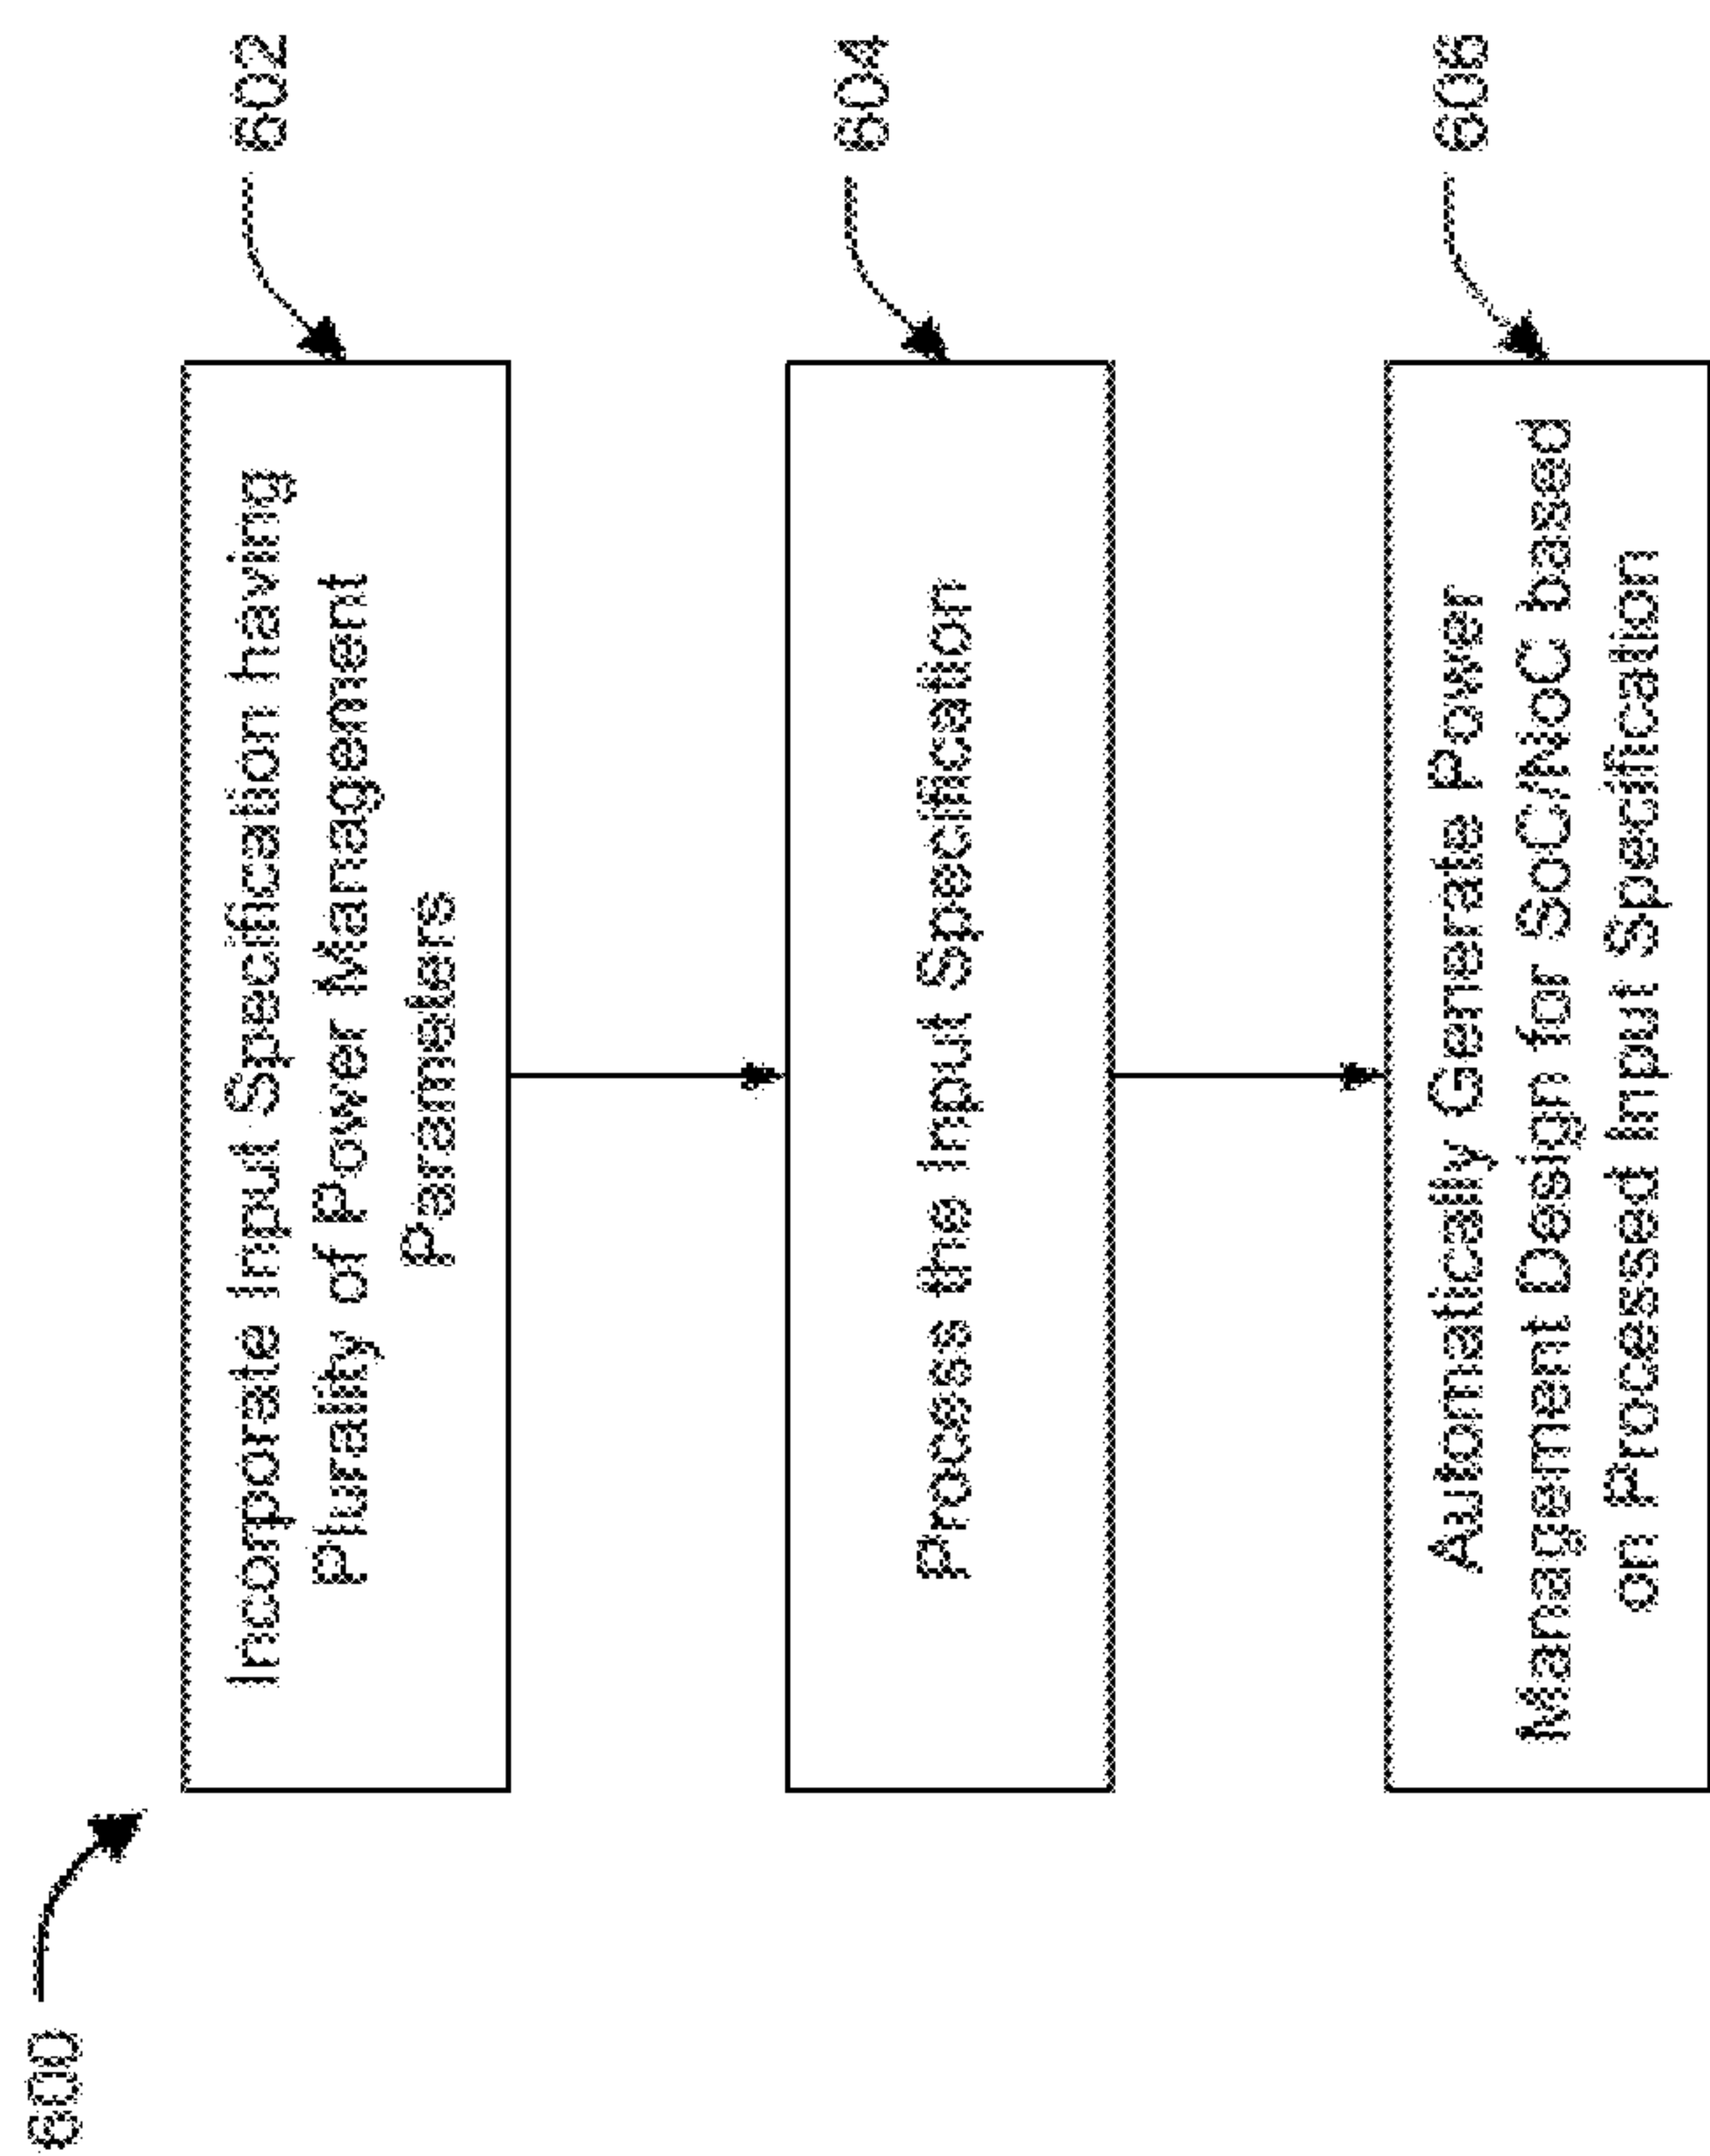 600
602
Incorporate Input Specification having
Plurality of Power Management
Parameters
604
Process the Input Specification
606
Automatically Generate Power
Management Design for SoC/NoC based
on Processed Input Specification